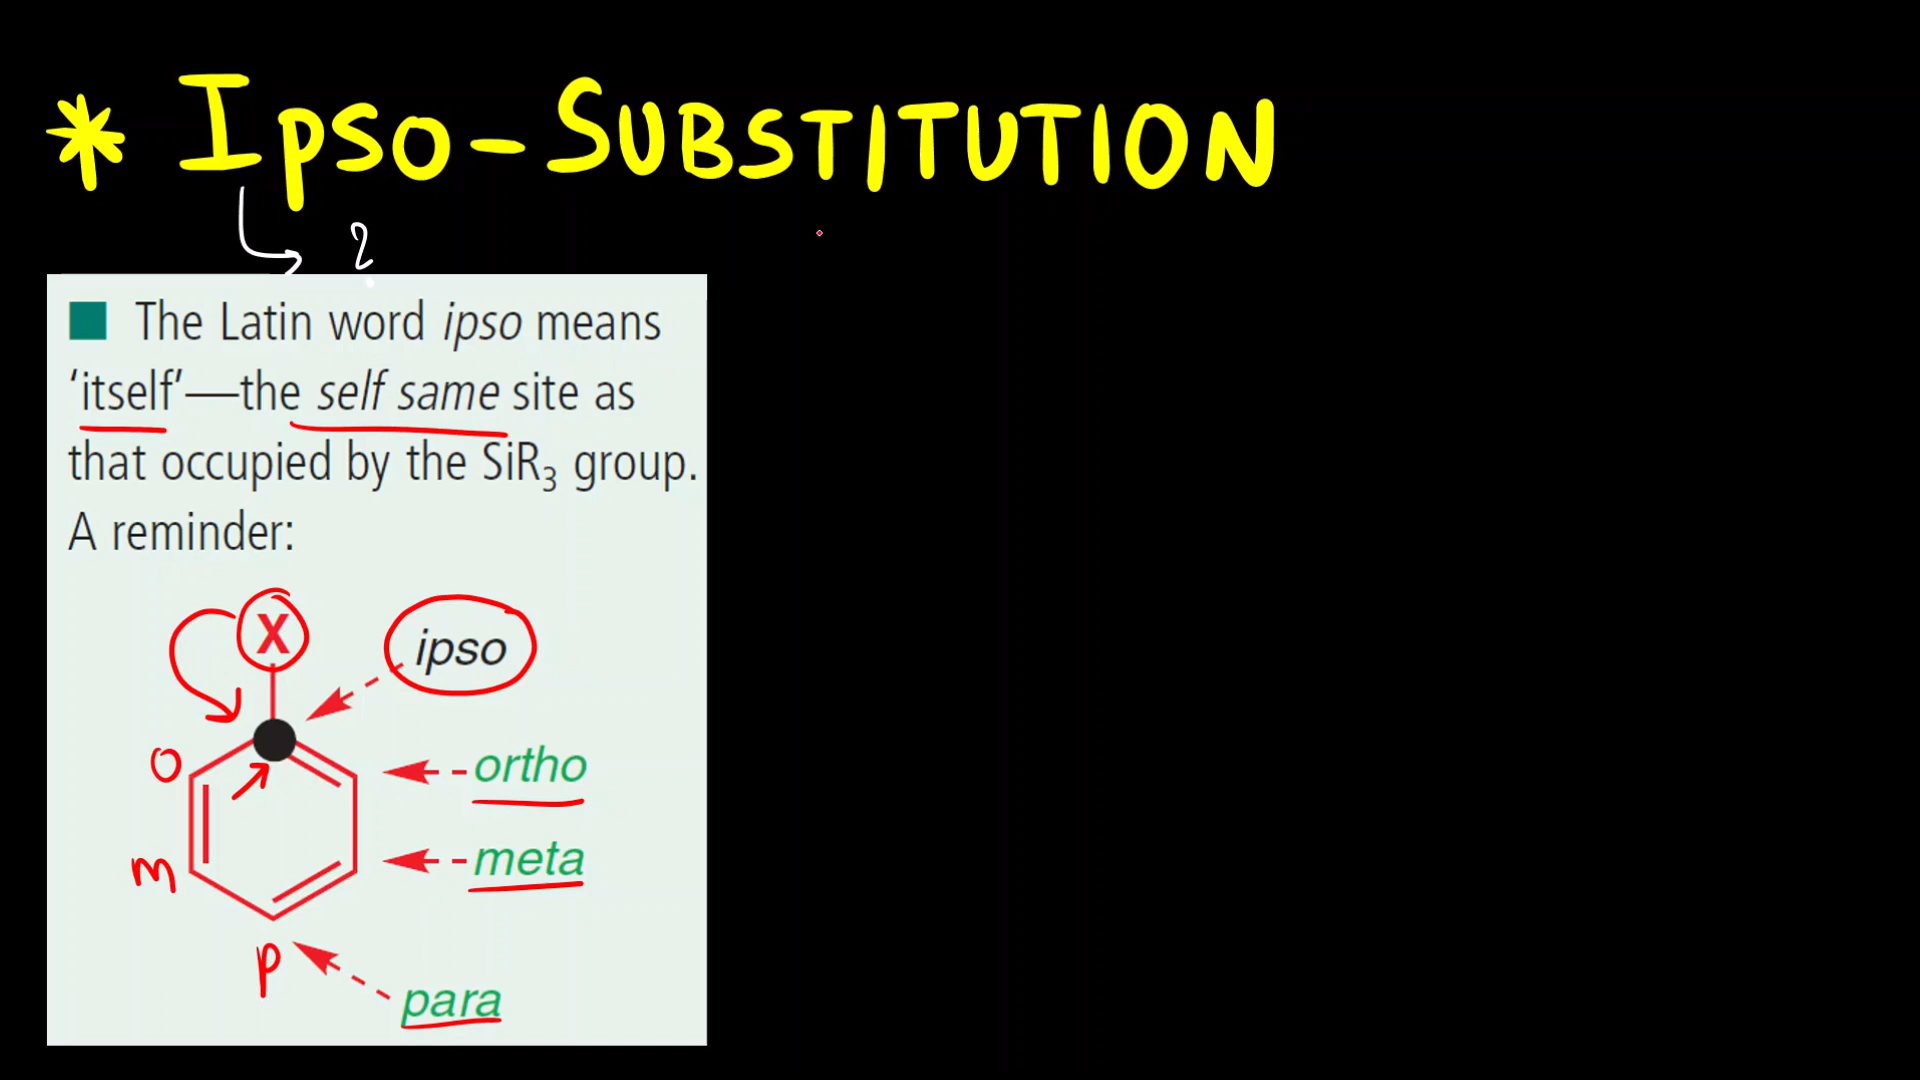 * Ipso-SUBSTITUTION
?
The Latin word ipso means
‘itself’—the self same site as
that occupied by the SiR₃ group.
A reminder:
X
ipso
O
ortho
m
meta
p
para